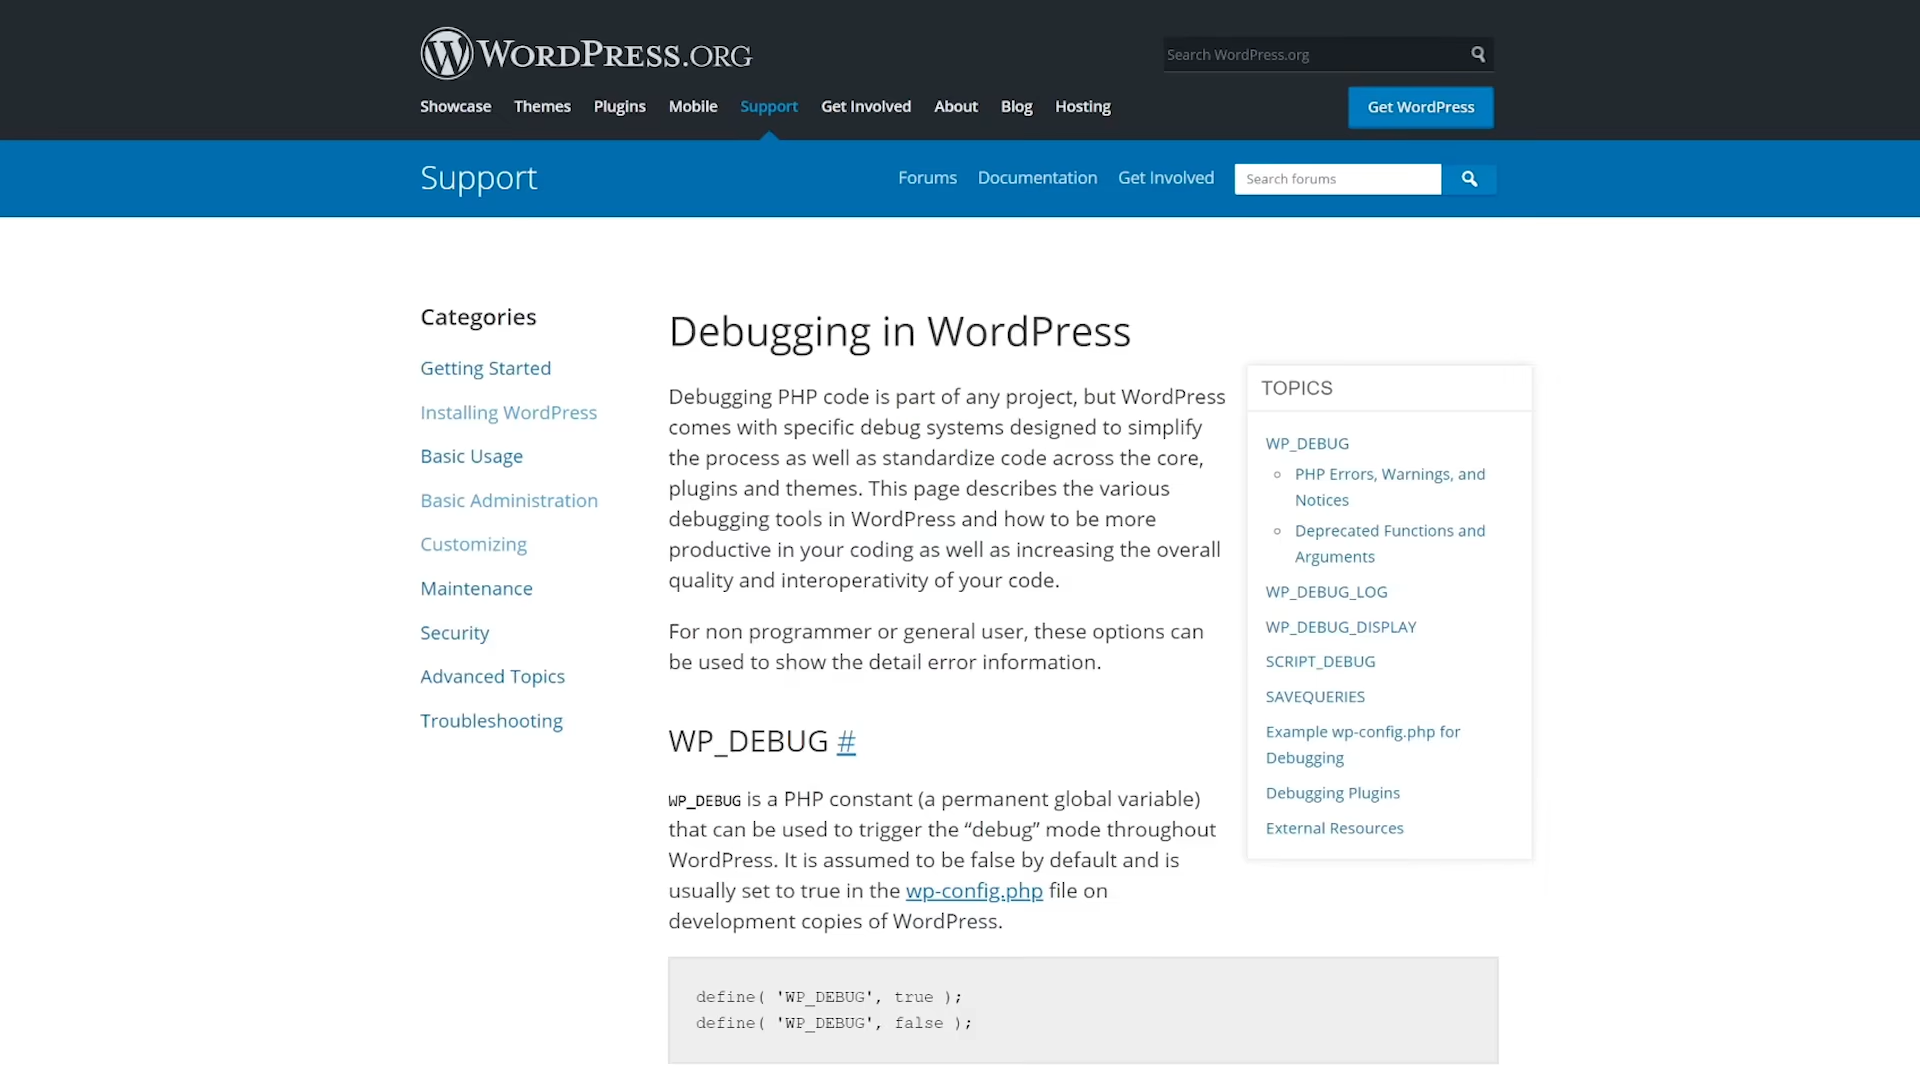 WORDPRESS.ORG
Search WordPress.org
Showcase Themes Plugins Mobile Support Get Involved About Blog Hosting
Get WordPress
Support
Forums Documentation Get Involved
Search forums
Categories
Getting Started
Installing WordPress
Basic Usage
Basic Administration
Customizing
Maintenance
Security
Advanced Topics
Troubleshooting
Debugging in WordPress
Debugging PHP code is part of any project, but WordPress
comes with specific debug systems designed to simplify
the process as well as standardize code across the core,
plugins and themes. This page describes the various
debugging tools in WordPress and how to be more
productive in your coding as well as increasing the overall
quality and interoperativity of your code.
For non programmer or general user, these options can
be used to show the detail error information.
WP_DEBUG #
WP_DEBUG is a PHP constant (a permanent global variable)
that can be used to trigger the “debug” mode throughout
WordPress. It is assumed to be false by default and is
usually set to true in the wp-config.php file on
development copies of WordPress.
define( 'WP_DEBUG', true );
define( 'WP_DEBUG', false );
TOPICS
WP_DEBUG
PHP Errors, Warnings, and
Notices
Deprecated Functions and
Arguments
WP_DEBUG_LOG
WP_DEBUG_DISPLAY
SCRIPT_DEBUG
SAVEQUERIES
Example wp-config.php for
Debugging
Debugging Plugins
External Resources